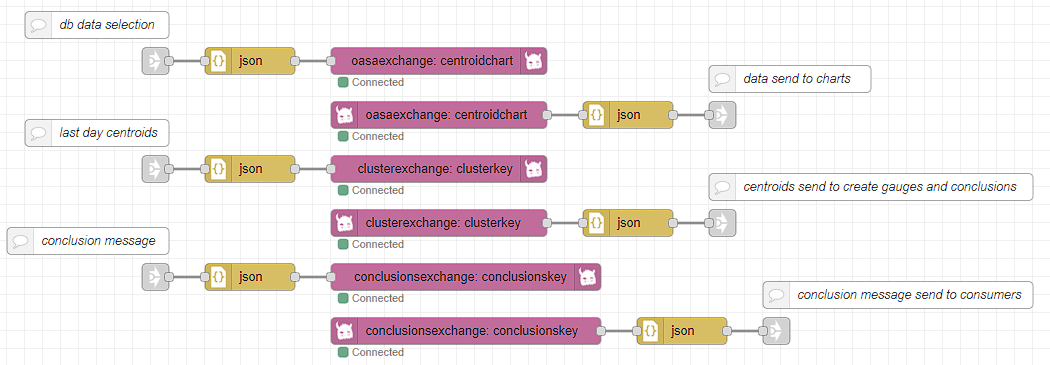 db data selection
json
oasaexchange: centroidchart
Connected
data send to charts
oasaexchange: centroidchart
json
Connected
last day centroids
json
clusterexchange: clusterkey
Connected
centroids send to create gauges and conclusions
clusterexchange: clusterkey
json
Connected
conclusion message
json
conclusionsexchange: conclusionskey
Connected
conclusion message send to consumers
conclusionsexchange: conclusionskey
json
Connected